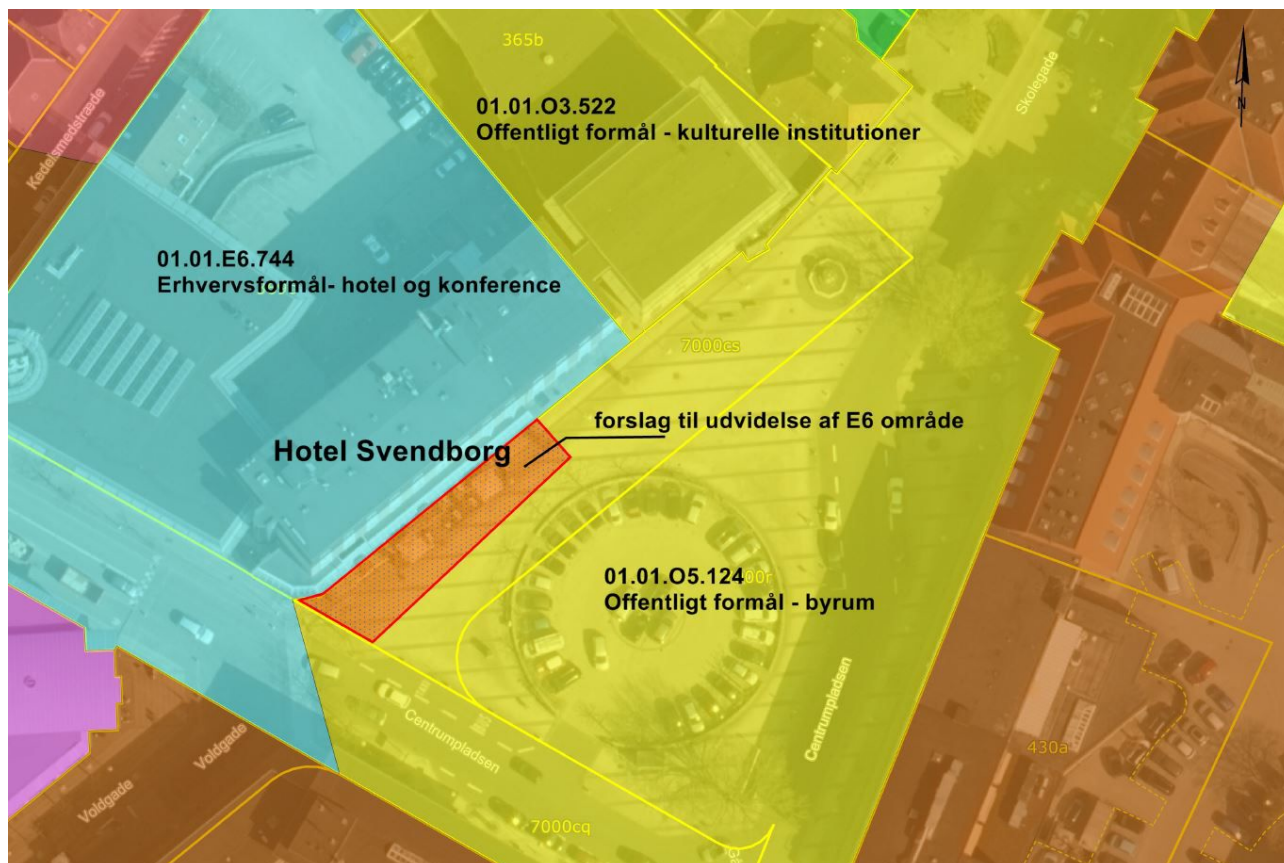 365b
Skolegade
N
01.01.O3.522
Offentligt formål - kulturelle institutioner
Kedelsmedstræde
01.01.E6.744
Erhvervsformål- hotel og konference
7000cs
forslag til udvidelse af E6 område
Hotel Svendborg
01.01.O5.124
Offentligt formål - byrum
Centrumpladsen
Centrumpladsen
430a
Voldgade
Voldgade
7000cq